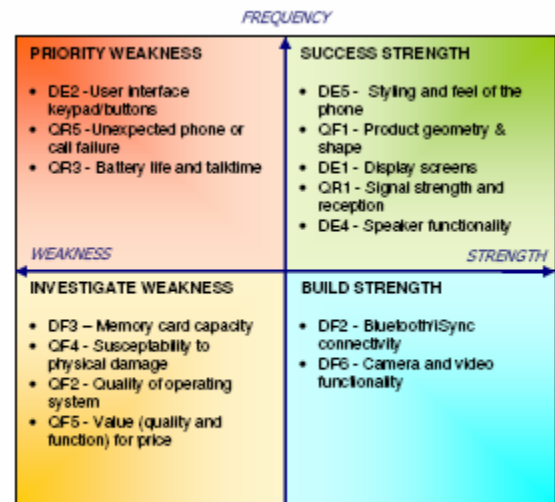 FREQUENCY
PRIORITY WEAKNESS
• DE2 -User interface
keypad/buttons
• QR5 -Unexpected phone or
call failure
• QR3 - Battery life and talktime
SUCCESS STRENGTH
• DE5 - Styling and feel of the
phone
• QF1 - Product geometry &
shape
• DE1 - Display screens
• QR1 - Signal strength and
reception
• DE4 - Speaker functionality
WEAKNESS
STRENGTH
INVESTIGATE WEAKNESS
• DF3 – Memory card capacity
• QF4 - Susceptability to
physical damage
• QF2 - Quality of operating
system
• QF5 - Value (quality and
function) for price
BUILD STRENGTH
• DF2 - Bluetooth/iSync
connectivity
• DF6 - Camera and video
functionality